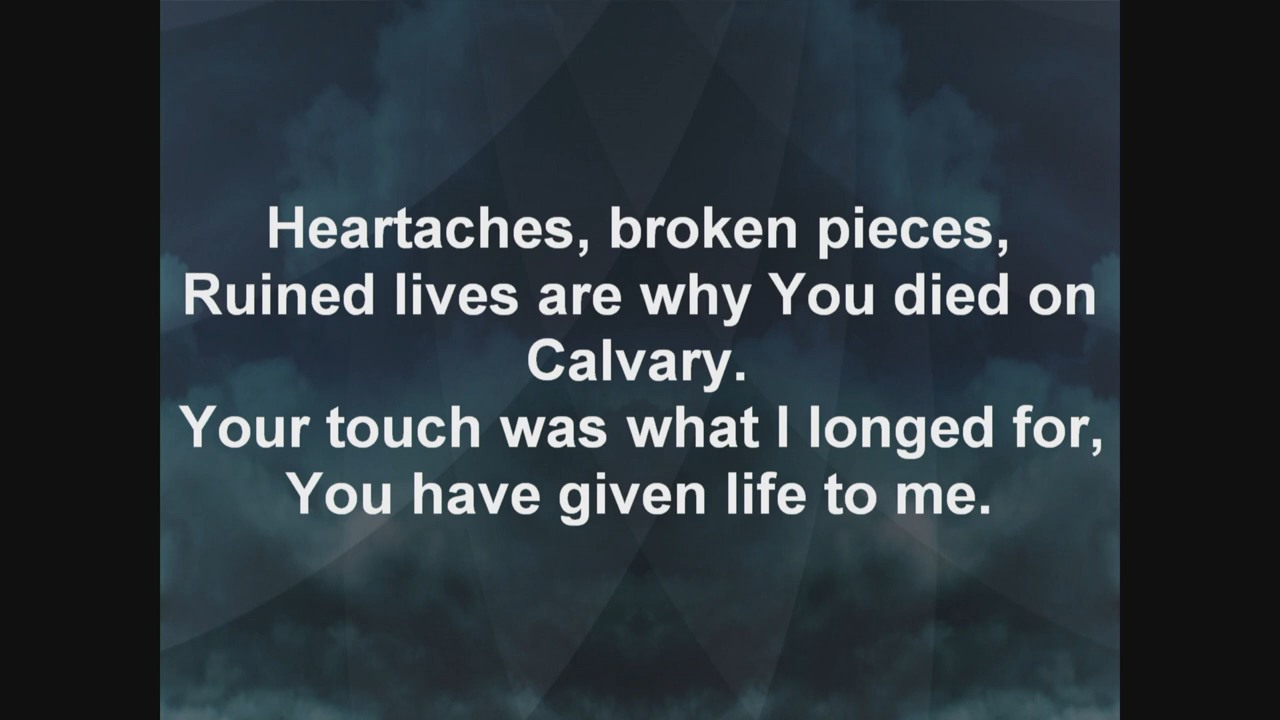 Heartaches, broken pieces,
Ruined lives are why You died on
Calvary.
Your touch was what I longed for,
You have given life to me.